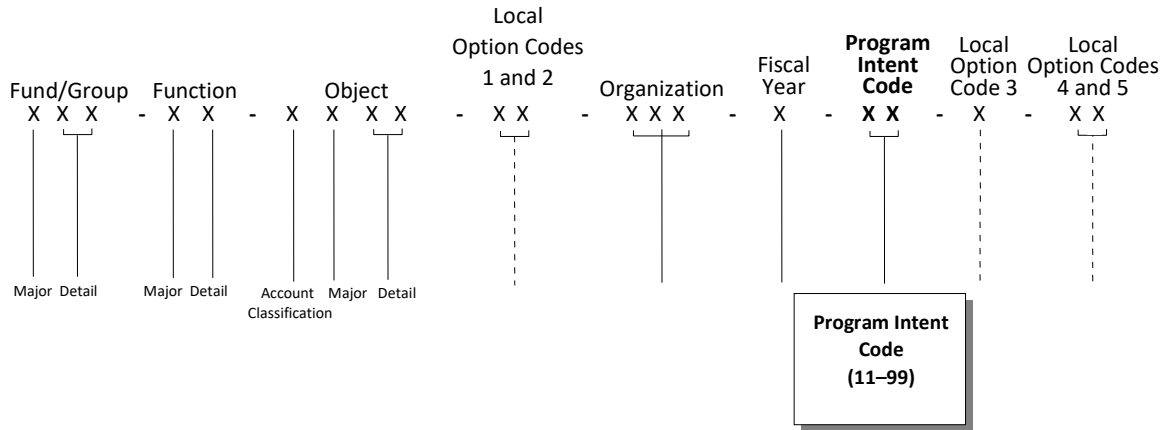 Local
Option Codes
1 and 2
Program
Intent
Code
Local
Option
Code 3
Local
Option Codes
4 and 5
Fiscal
Year
Fund/Group Function Object Organization
X X X - X X - X X X X - X X - X X X - X - X X - X - X X
Major Detail Major Detail Account
Classification Major Detail
Program Intent
Code
(11–99)